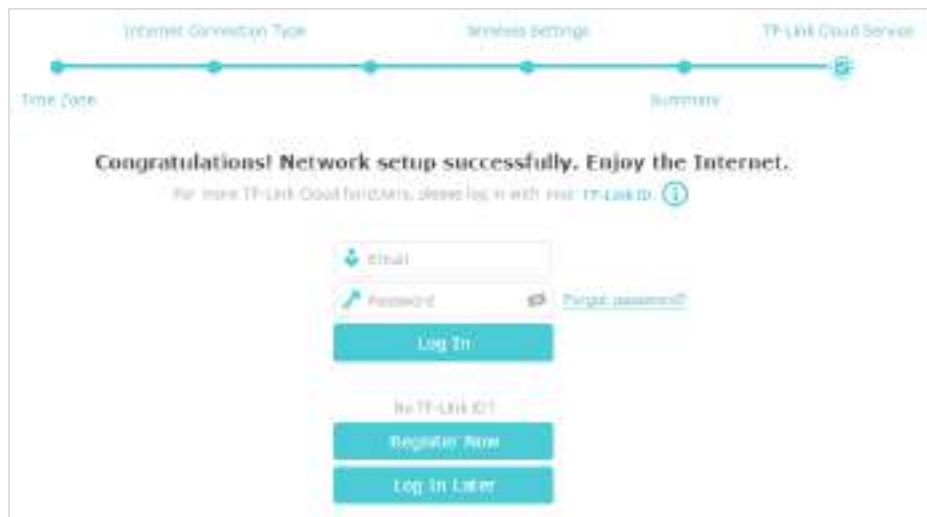 Internet Connection Type Wireless Settings TP-Link Cloud Service
Time Zone Summary
Congratulations! Network setup successfully. Enjoy the Internet.
For more TP-Link Cloud functions, please log in with your TP-Link ID.
Email
Password Forgot password?
Log In
No TP-Link ID?
Register Now
Log In Later